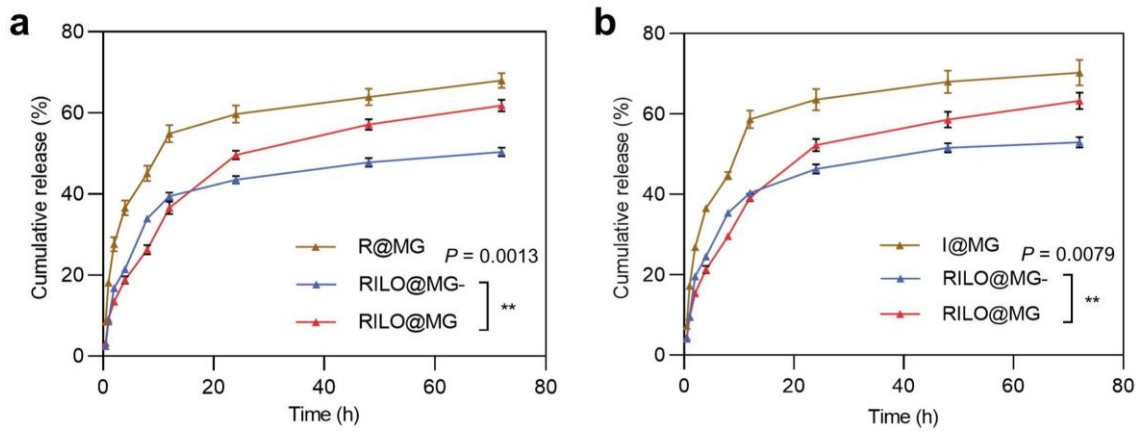 a
80
60
40
20
0
Cumulative release (%)
0 20 40 60 80
Time (h)
R@MG
P = 0.0013
RILO@MG-
**
RILO@MG
b
80
60
40
20
0
Cumulative release (%)
0 20 40 60 80
Time (h)
I@MG
P = 0.0079
RILO@MG-
**
RILO@MG